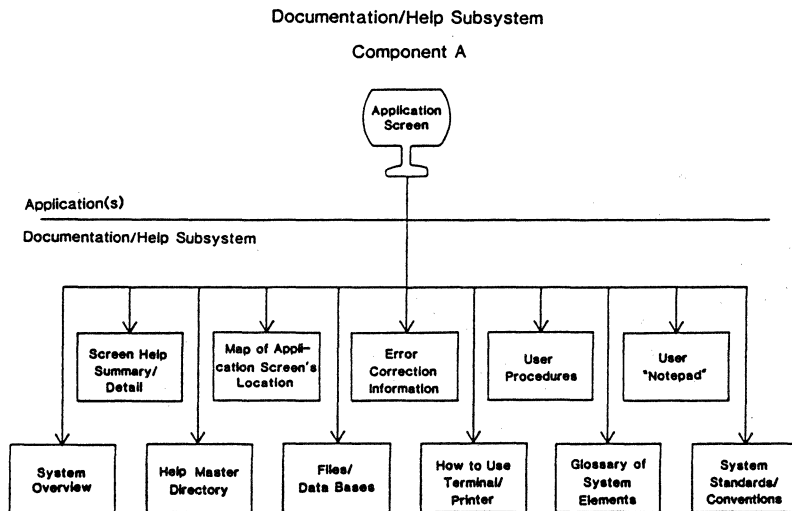 Documentation/Help Subsystem
Component A
Application
Screen
Application(s)
Documentation/Help Subsystem
Screen Help
Summary/
Detail
Map of Appli-
cation Screen's
Location
Error
Correction
Information
User
Procedures
User
"Notepad"
System
Overview
Help Master
Directory
Files/
Data Bases
How to Use
Terminal/
Printer
Glossary of
System
Elements
System
Standards/
Conventions